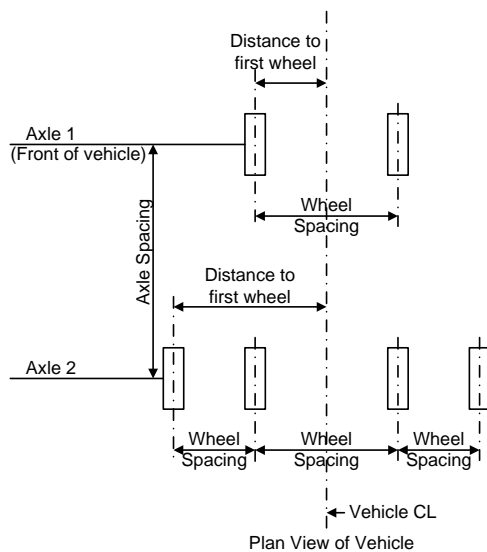 Distance to
first wheel
Axle 1
(Front of vehicle)
Wheel
Spacing
Axle Spacing
Distance to
first wheel
Axle 2
Wheel
Spacing
Wheel
Spacing
Wheel
Spacing
Vehicle CL
Plan View of Vehicle